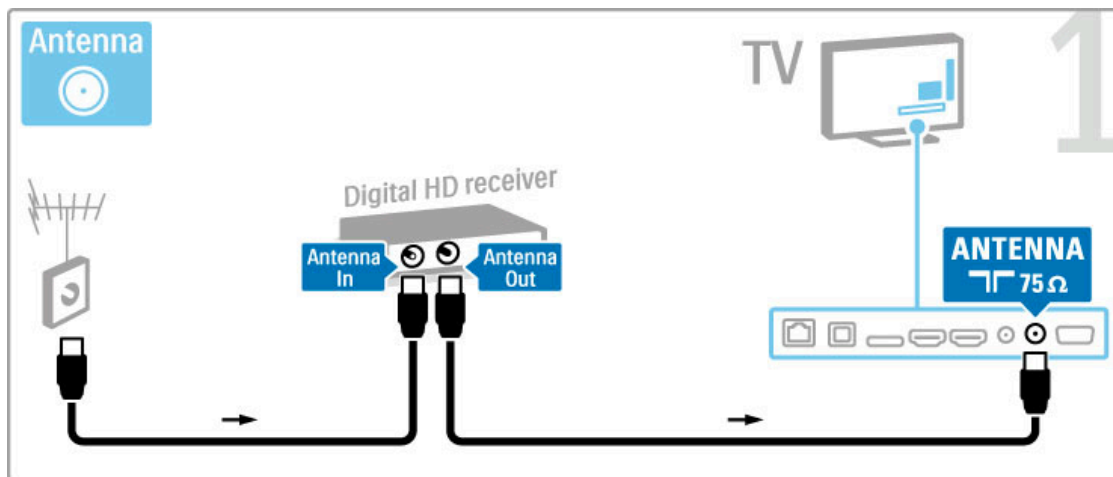 Antenna
TV
1
Digital HD receiver
Antenna
In
Antenna
Out
ANTENNA
75 Ω